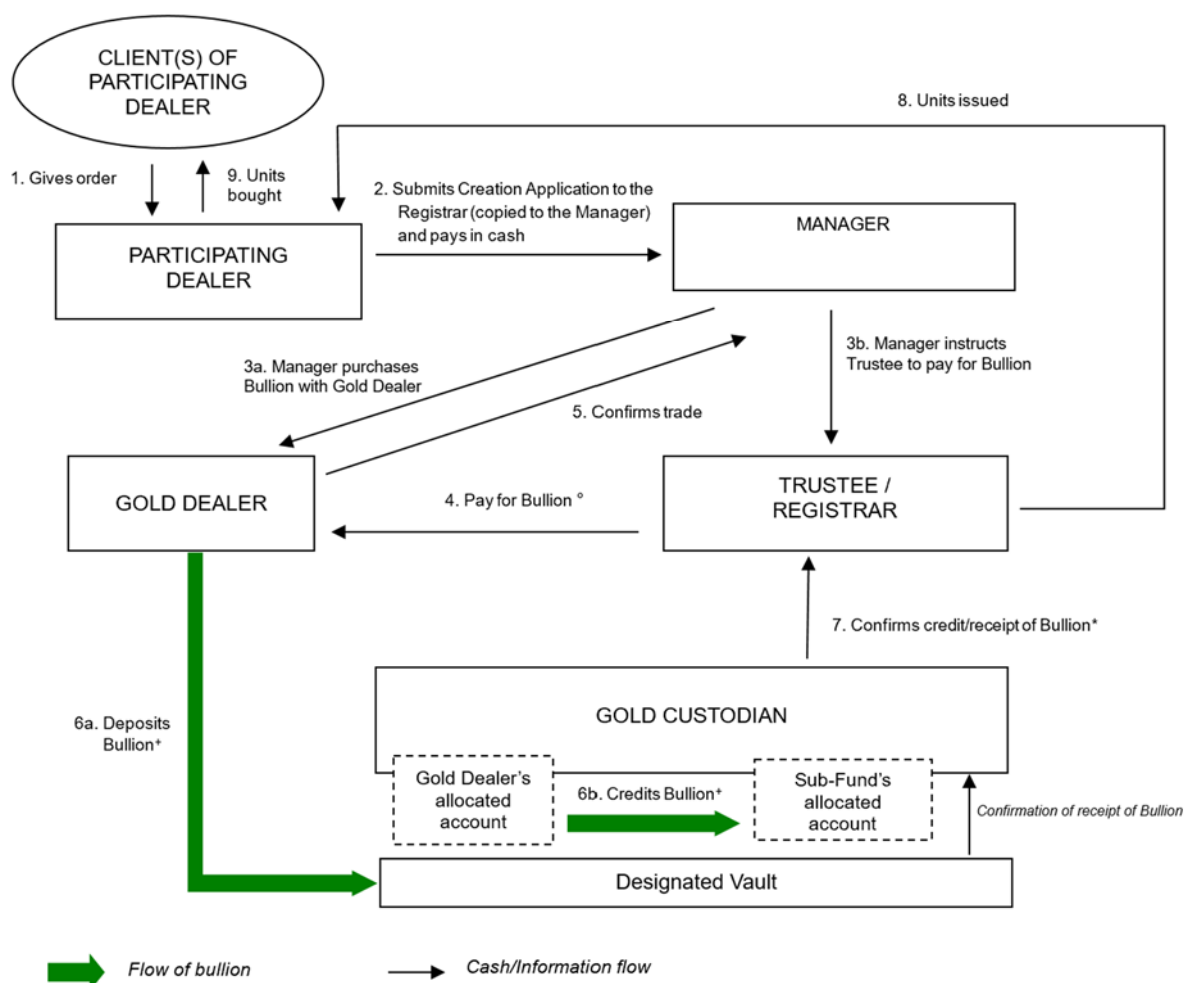 CLIENT(S) OF
PARTICIPATING
DEALER
8. Units issued
1. Gives order
9. Units
bought
2. Submits Creation Application to the
Registrar (copied to the Manager)
and pays in cash
PARTICIPATING
DEALER
MANAGER
3a. Manager purchases
Bullion with Gold Dealer
3b. Manager instructs
Trustee to pay for Bullion
5. Confirms trade
GOLD DEALER
4. Pay for Bullion °
TRUSTEE /
REGISTRAR
7. Confirms credit/receipt of Bullion*
6a. Deposits
Bullion⁺
GOLD CUSTODIAN
Gold Dealer's
allocated
account
6b. Credits Bullion⁺
Sub-Fund's
allocated
account
Confirmation of receipt of Bullion
Designated Vault
Flow of bullion
Cash/Information flow